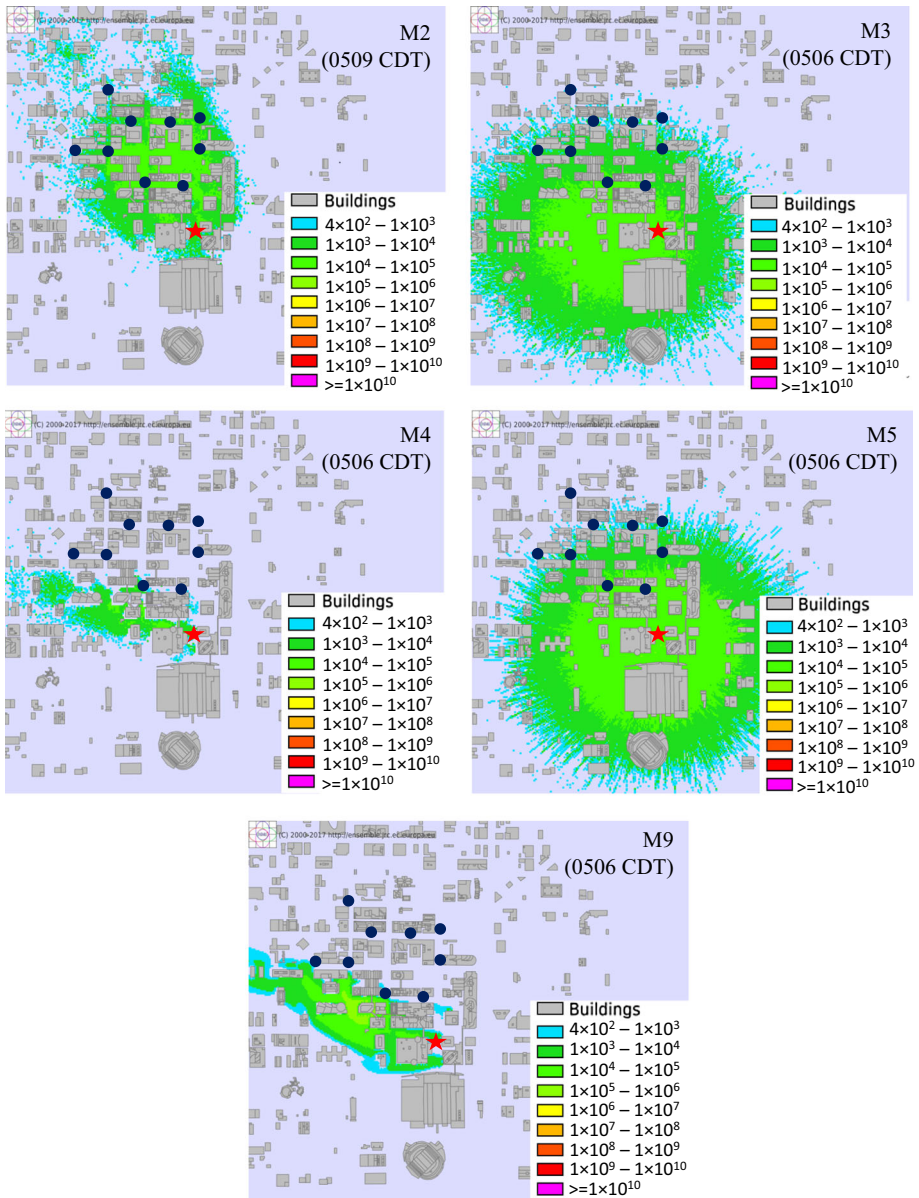 (C) 2000-2017 http://ensemble.jrc.ec.europa.eu
M2
(0509 CDT)
Buildings
4×10² – 1×10³
1×10³ – 1×10⁴
1×10⁴ – 1×10⁵
1×10⁵ – 1×10⁶
1×10⁶ – 1×10⁷
1×10⁷ – 1×10⁸
1×10⁸ – 1×10⁹
1×10⁹ – 1×10¹⁰
>=1×10¹⁰
(C) 2000-2017 http://ensemble.jrc.ec.europa.eu
M3
(0506 CDT)
Buildings
4×10² – 1×10³
1×10³ – 1×10⁴
1×10⁴ – 1×10⁵
1×10⁵ – 1×10⁶
1×10⁶ – 1×10⁷
1×10⁷ – 1×10⁸
1×10⁸ – 1×10⁹
1×10⁹ – 1×10¹⁰
>=1×10¹⁰
(C) 2000-2017 http://ensemble.jrc.ec.europa.eu
M4
(0506 CDT)
Buildings
4×10² – 1×10³
1×10³ – 1×10⁴
1×10⁴ – 1×10⁵
1×10⁵ – 1×10⁶
1×10⁶ – 1×10⁷
1×10⁷ – 1×10⁸
1×10⁸ – 1×10⁹
1×10⁹ – 1×10¹⁰
>=1×10¹⁰
(C) 2000-2017 http://ensemble.jrc.ec.europa.eu
M5
(0506 CDT)
Buildings
4×10² – 1×10³
1×10³ – 1×10⁴
1×10⁴ – 1×10⁵
1×10⁵ – 1×10⁶
1×10⁶ – 1×10⁷
1×10⁷ – 1×10⁸
1×10⁸ – 1×10⁹
1×10⁹ – 1×10¹⁰
>=1×10¹⁰
(C) 2000-2017 http://ensemble.jrc.ec.europa.eu
M9
(0506 CDT)
Buildings
4×10² – 1×10³
1×10³ – 1×10⁴
1×10⁴ – 1×10⁵
1×10⁵ – 1×10⁶
1×10⁶ – 1×10⁷
1×10⁷ – 1×10⁸
1×10⁸ – 1×10⁹
1×10⁹ – 1×10¹⁰
>=1×10¹⁰